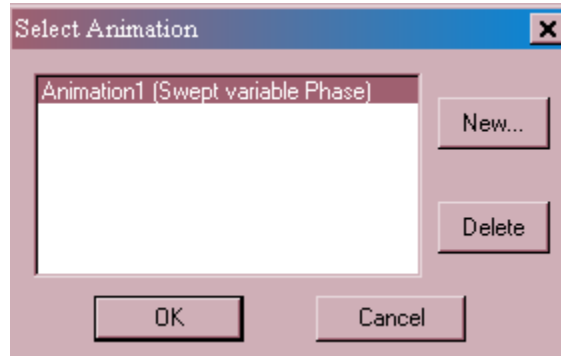 Select Animation
Animation1 (Swept variable Phase)
New...
Delete
OK
Cancel